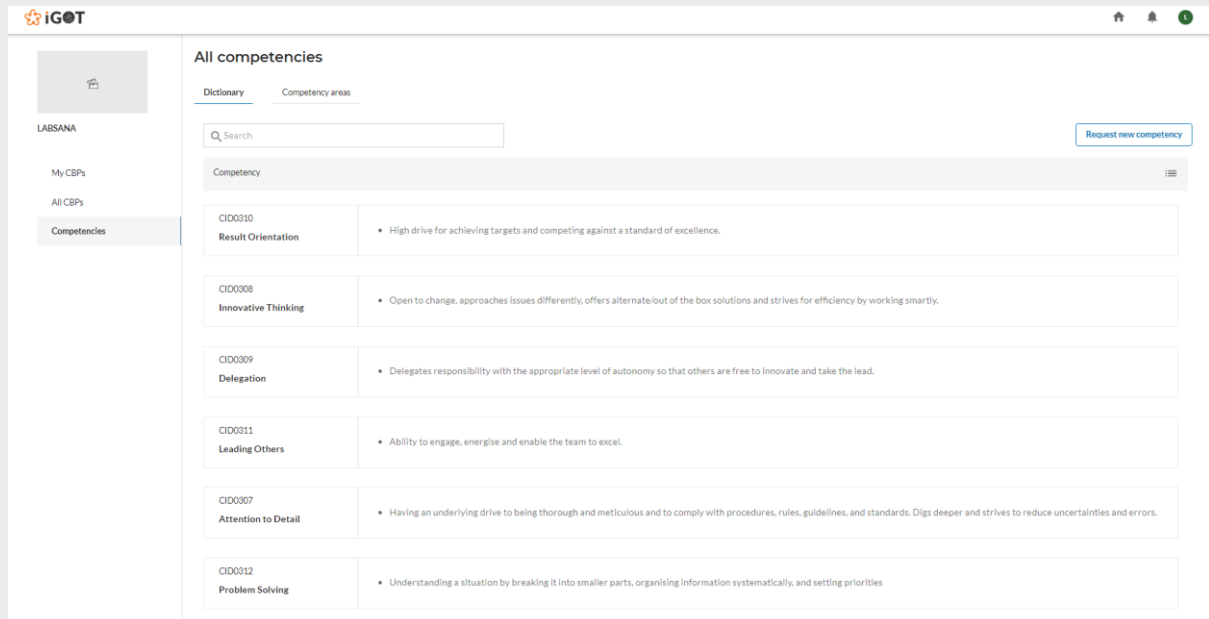 iGOT
L
All competencies
Dictionary
Competency areas
LABSANA
Search
Request new competency
My CBPs
Competency
All CBPs
Competencies
CID0310
Result Orientation
• High drive for achieving targets and competing against a standard of excellence.
CID0308
Innovative Thinking
• Open to change, approaches issues differently, offers alternate/out of the box solutions and strives for efficiency by working smartly.
CID0309
Delegation
• Delegates responsibility with the appropriate level of autonomy so that others are free to innovate and take the lead.
CID0311
Leading Others
• Ability to engage, energise and enable the team to excel.
CID0307
Attention to Detail
• Having an underlying drive to being thorough and meticulous and to comply with procedures, rules, guidelines, and standards. Digs deeper and strives to reduce uncertainties and errors.
CID0312
Problem Solving
• Understanding a situation by breaking it into smaller parts, organising information systematically, and setting priorities